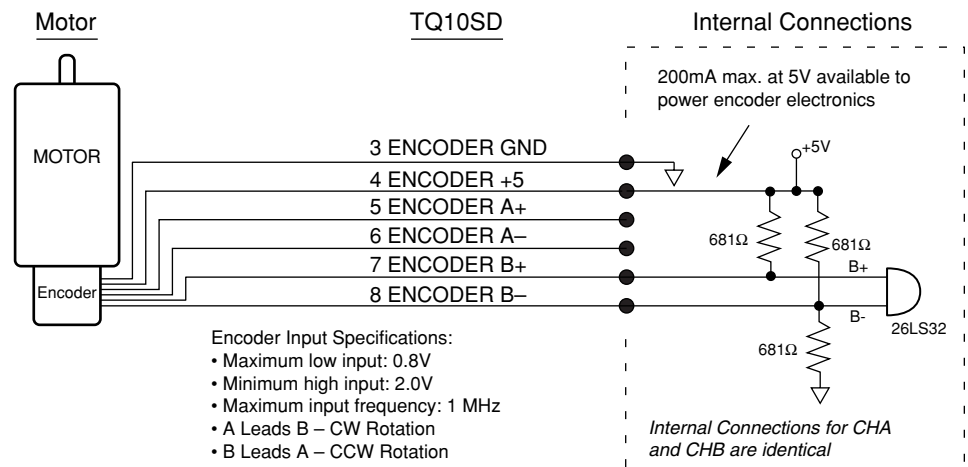 Motor
TQ10SD
Internal Connections
200mA max. at 5V available to
power encoder electronics
MOTOR
Encoder
3 ENCODER GND
4 ENCODER +5
5 ENCODER A+
6 ENCODER A–
7 ENCODER B+
8 ENCODER B–
+5V
681Ω
681Ω
B+
B-
26LS32
681Ω
Encoder Input Specifications:
• Maximum low input: 0.8V
• Minimum high input: 2.0V
• Maximum input frequency: 1 MHz
• A Leads B – CW Rotation
• B Leads A – CCW Rotation
Internal Connections for CHA
and CHB are identical